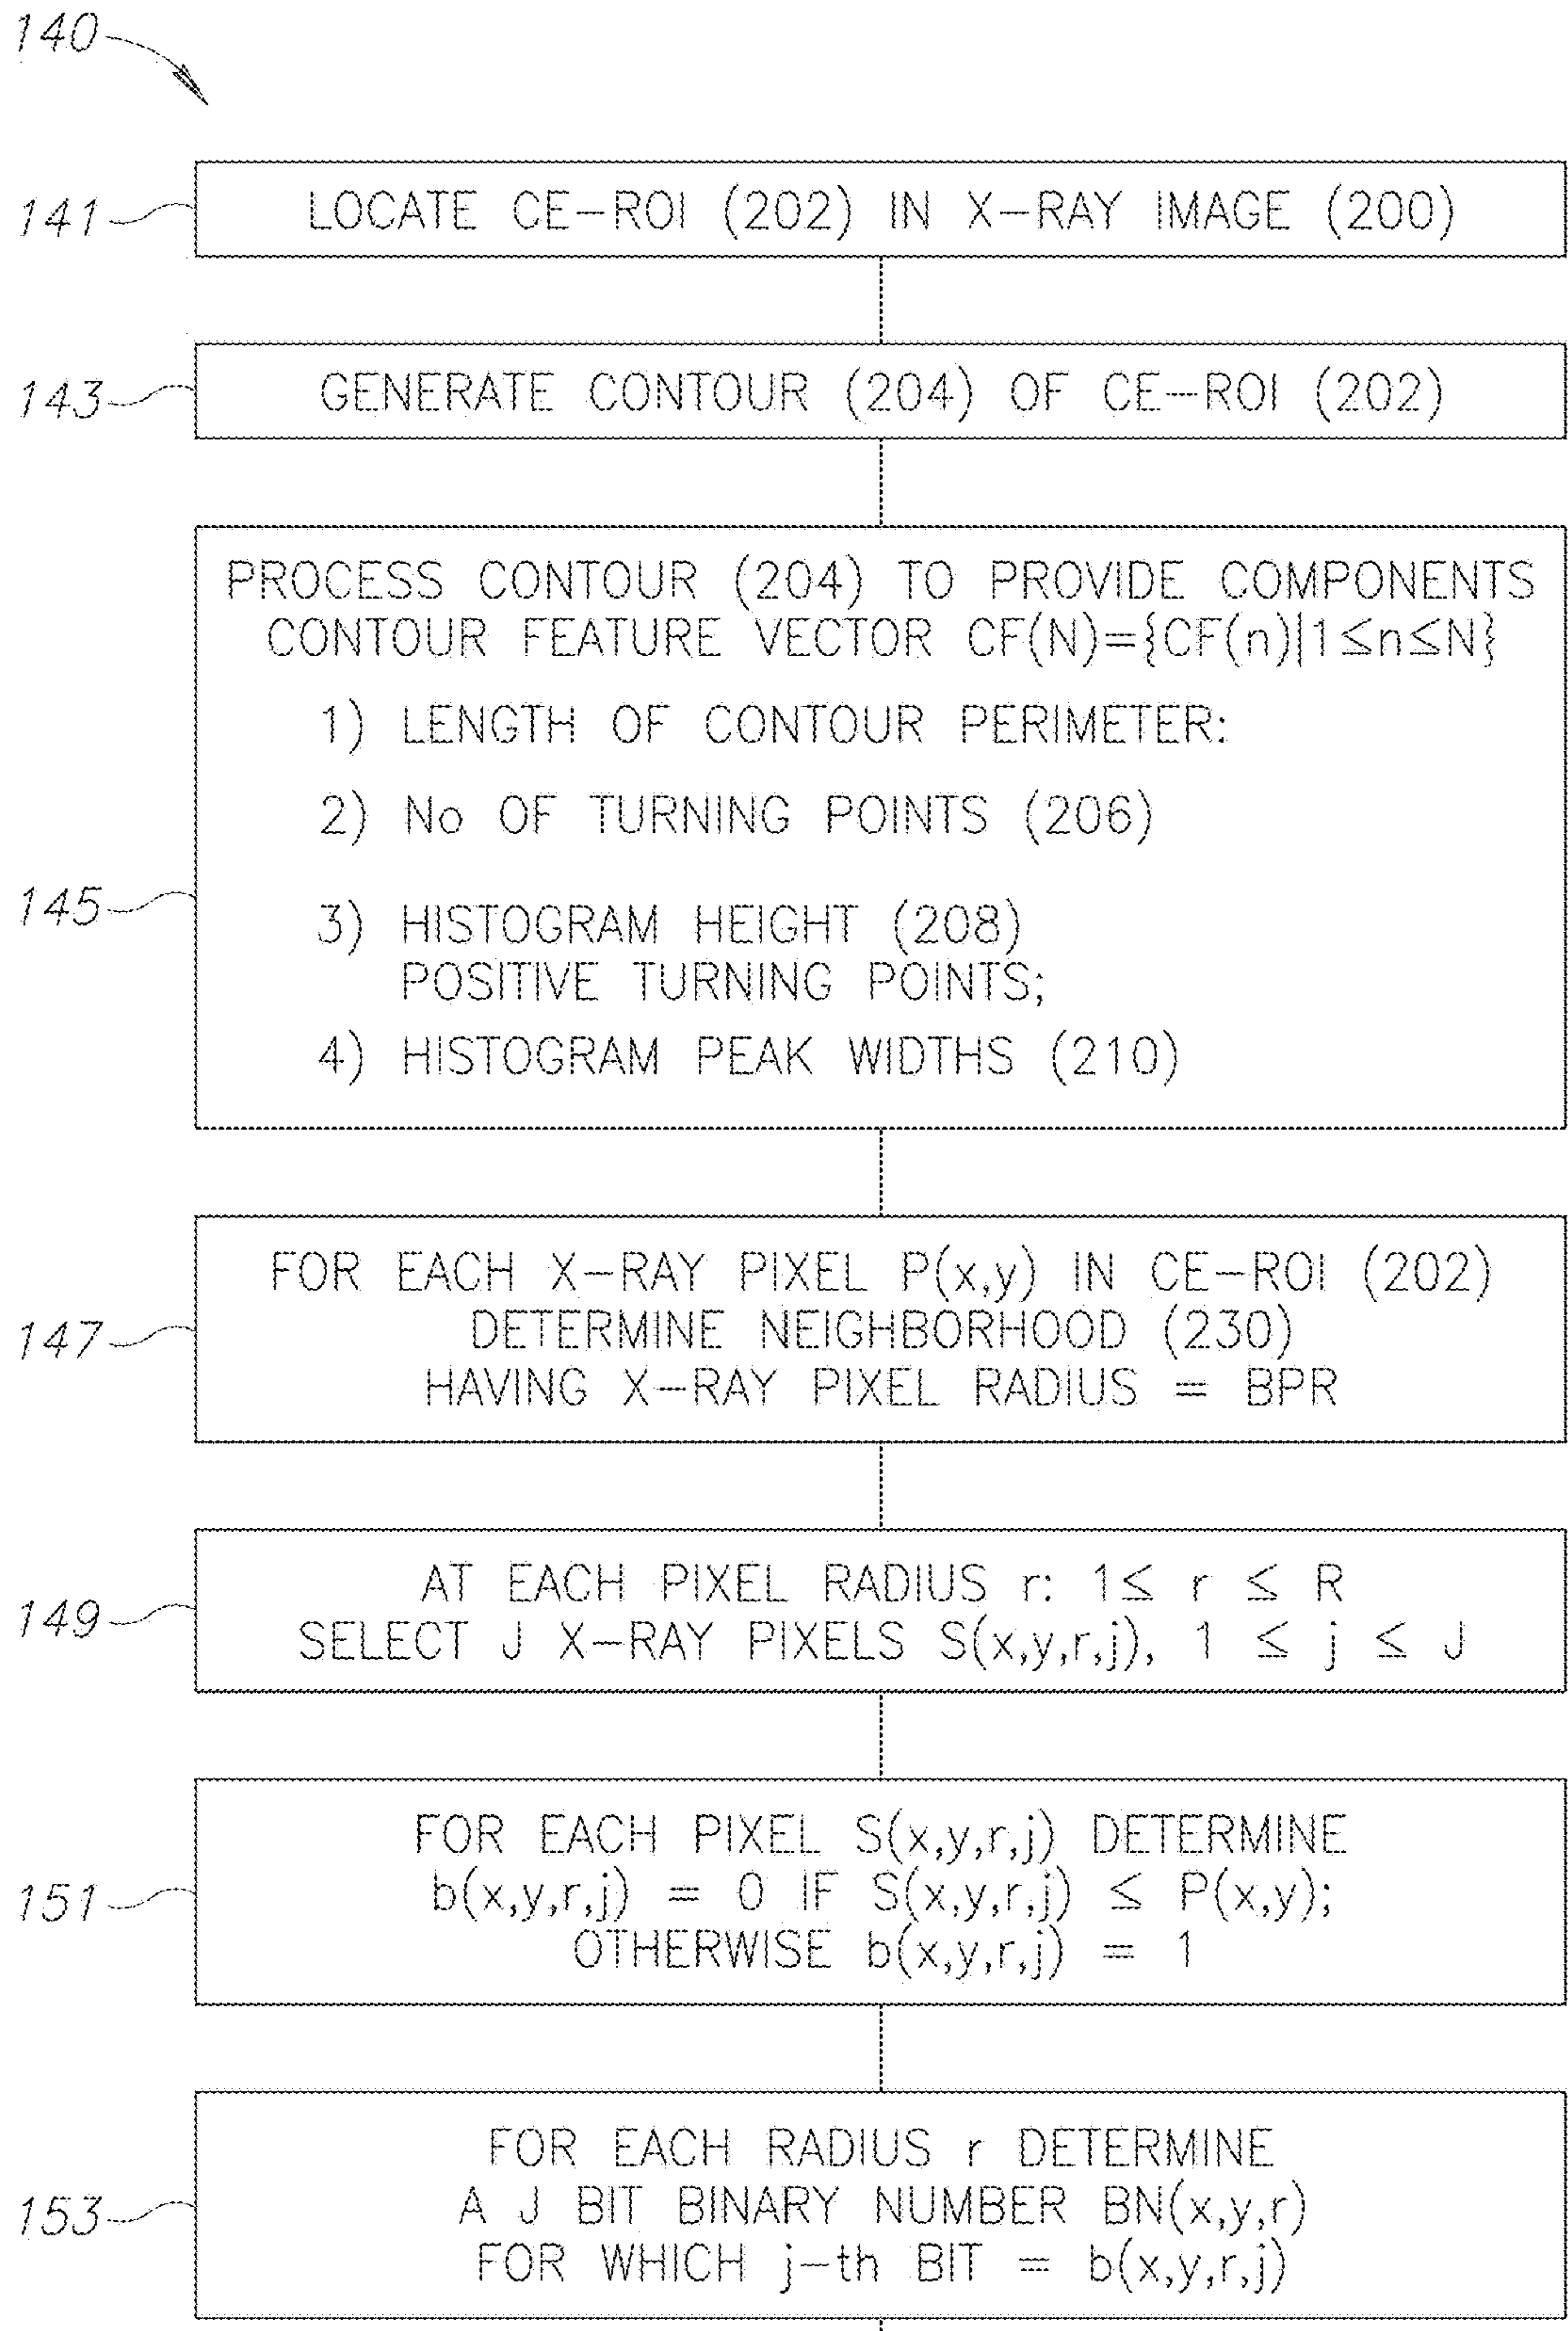 140
141
LOCATE CE-ROI (202) IN X-RAY IMAGE (200)
143
GENERATE CONTOUR (204) OF CE-ROI (202)
145
PROCESS CONTOUR (204) TO PROVIDE COMPONENTS
CONTOUR FEATURE VECTOR CF(N)={CF(n)|1≤n≤N}
1) LENGTH OF CONTOUR PERIMETER:
2) No OF TURNING POINTS (206)
3) HISTOGRAM HEIGHT (208)
POSITIVE TURNING POINTS;
4) HISTOGRAM PEAK WIDTHS (210)
147
FOR EACH X-RAY PIXEL P(x,y) IN CE-ROI (202)
DETERMINE NEIGHBORHOOD (230)
HAVING X-RAY PIXEL RADIUS = BPR
149
AT EACH PIXEL RADIUS r: 1≤ r ≤ R
SELECT J X-RAY PIXELS S(x,y,r,j), 1 ≤ j ≤ J
151
FOR EACH PIXEL S(x,y,r,j) DETERMINE
b(x,y,r,j) = 0 IF S(x,y,r,j) ≤ P(x,y);
OTHERWISE b(x,y,r,j) = 1
153
FOR EACH RADIUS r DETERMINE
A J BIT BINARY NUMBER BN(x,y,r)
FOR WHICH j-th BIT = b(x,y,r,j)